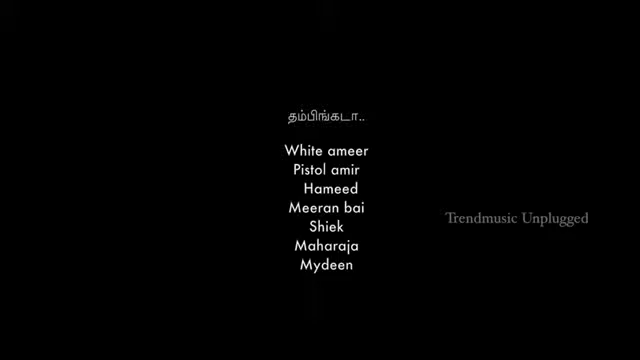 தம்பிங்கடா..
White ameer
Pistol amir
Hameed
Meeran bai
Shiek
Maharaja
Mydeen
Trendmusic Unplugged